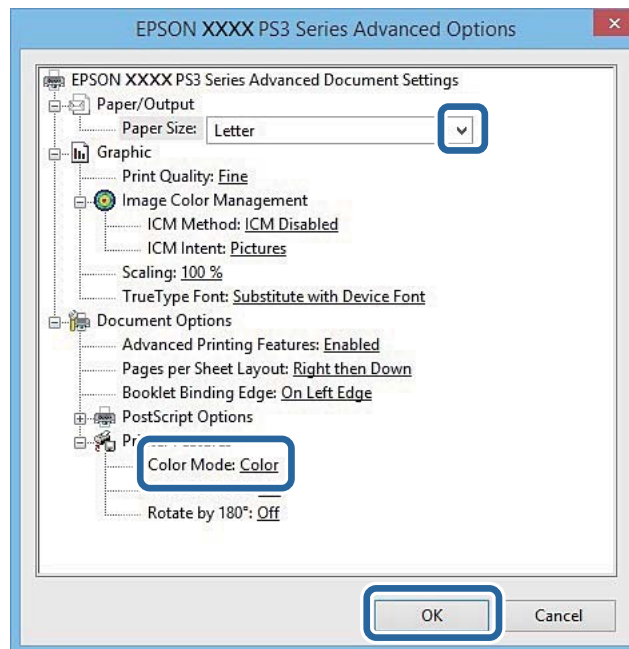 EPSON XXXX PS3 Series Advanced Options
EPSON XXXX PS3 Series Advanced Document Settings
Paper/Output
Paper Size: Letter
Graphic
Print Quality: Fine
Image Color Management
ICM Method: ICM Disabled
ICM Intent: Pictures
Scaling: 100 %
TrueType Font: Substitute with Device Font
Document Options
Advanced Printing Features: Enabled
Pages per Sheet Layout: Right then Down
Booklet Binding Edge: On Left Edge
PostScript Options
Color Mode: Color
Rotate by 180°: Off
OK Cancel